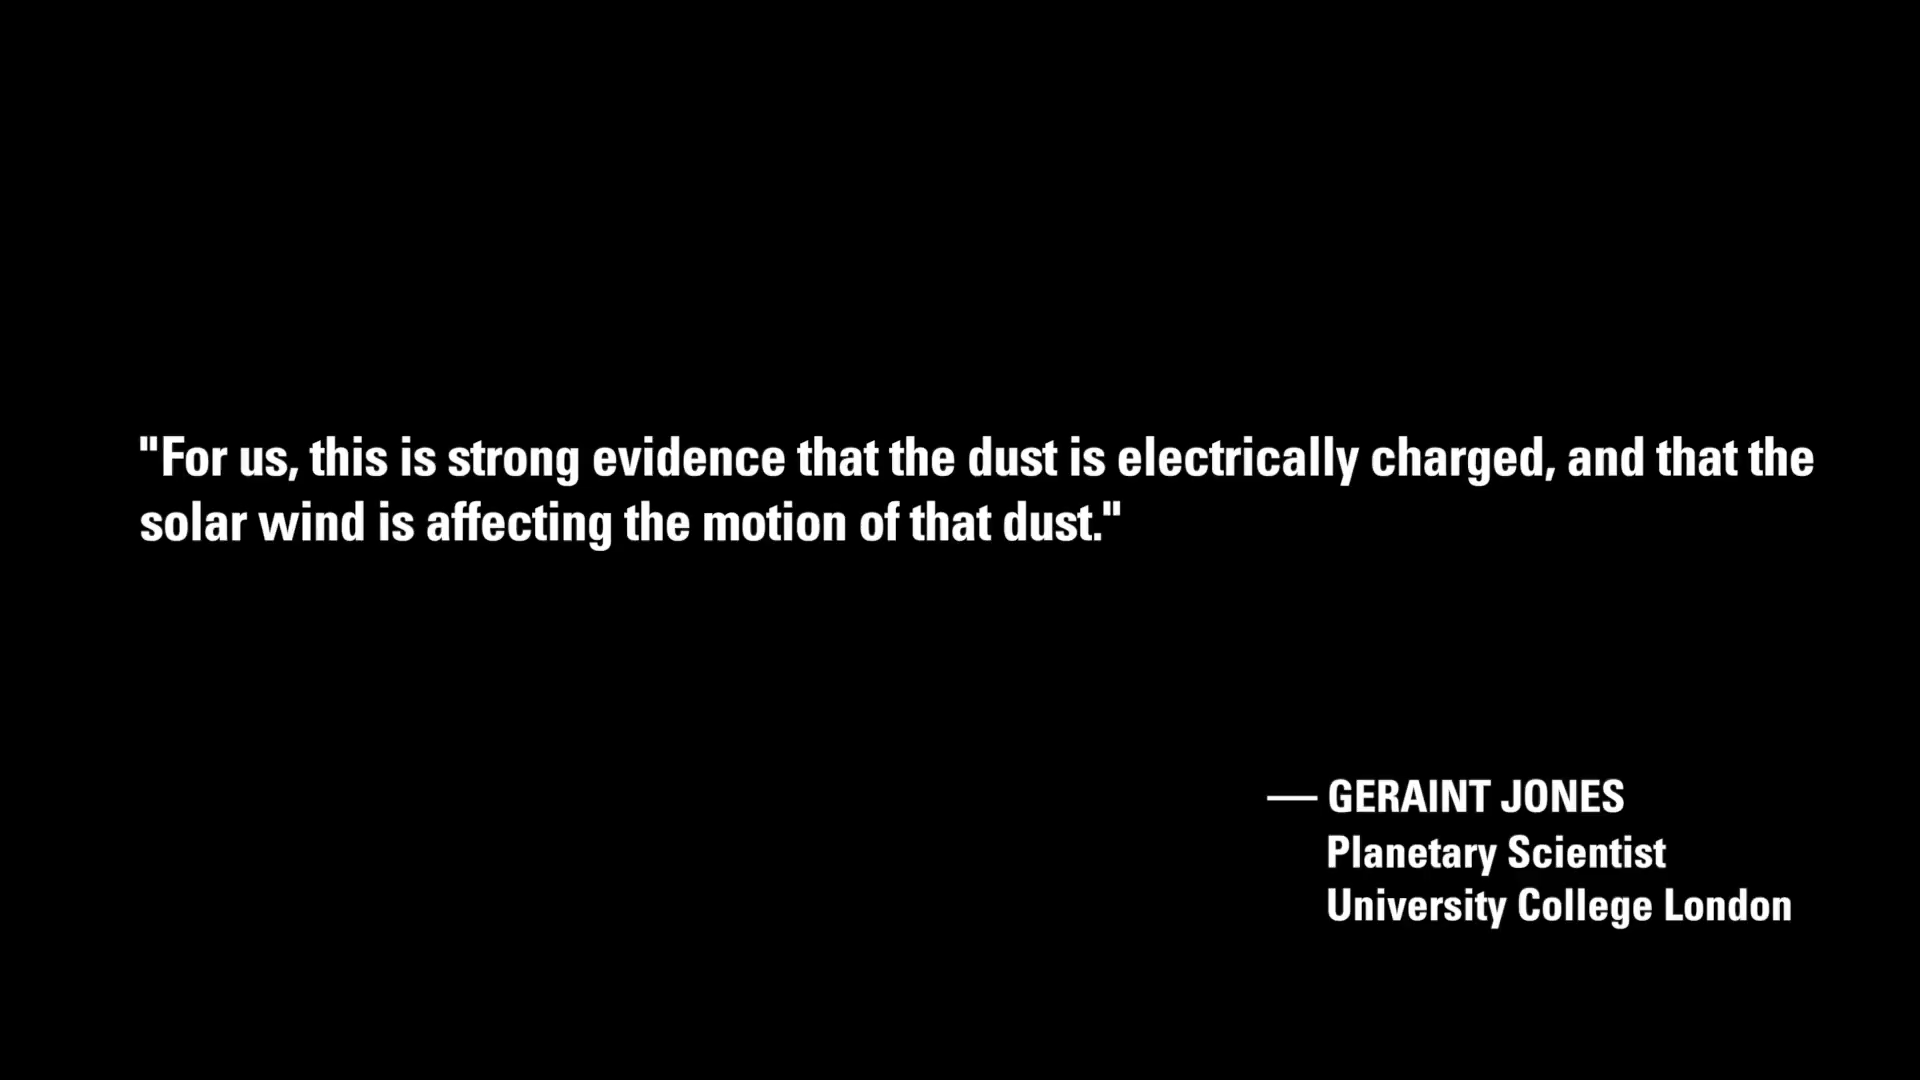 "For us, this is strong evidence that the dust is electrically charged, and that the
solar wind is affecting the motion of that dust."
— GERAINT JONES
Planetary Scientist
University College London